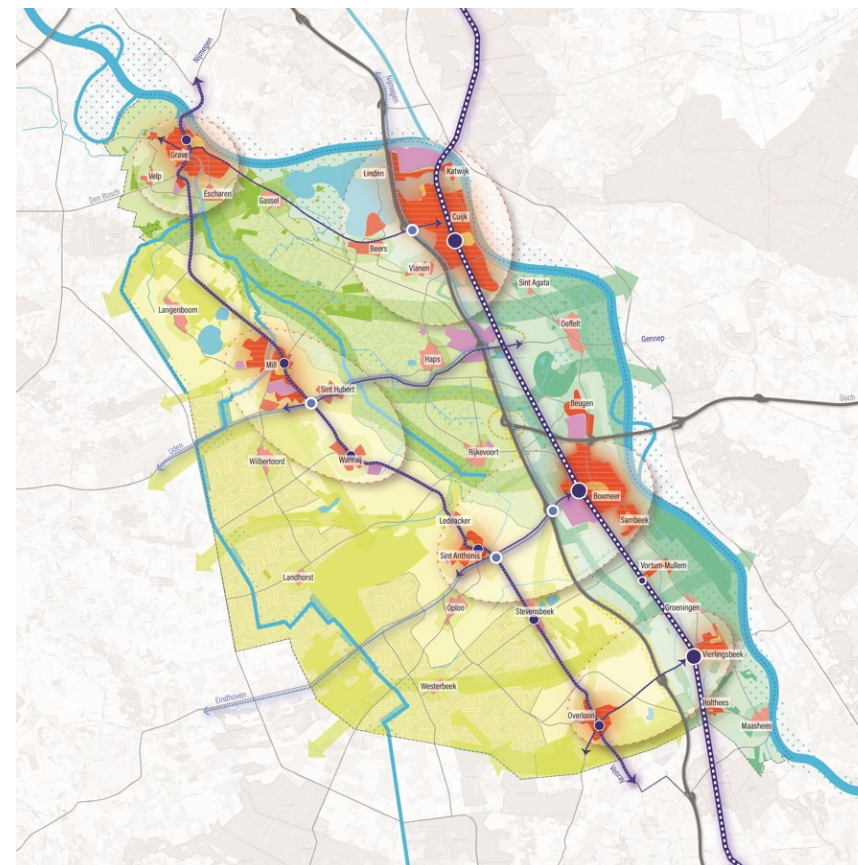 Nijmegen
Nijmegen
Grave
Velp
Escharen
Den Bosch
Gassel
Linden
Katwijk
Cuijk
Beers
Vianen
Sint Agata
Langenboom
Oeffelt
Gennep
Haps
Mill
Sint Hubert
Beugen
Goch
Uden
Wilbertoord
Wanroij
Rijkevoort
Boxmeer
Sambeek
Ledeacker
Sint Anthonis
Landhorst
Vortum-Mullem
Oploo
Stevensbeek
Groeningen
Vierlingsbeek
Westerbeek
Eindhoven
Overloon
Holthees
Maashees
Venray